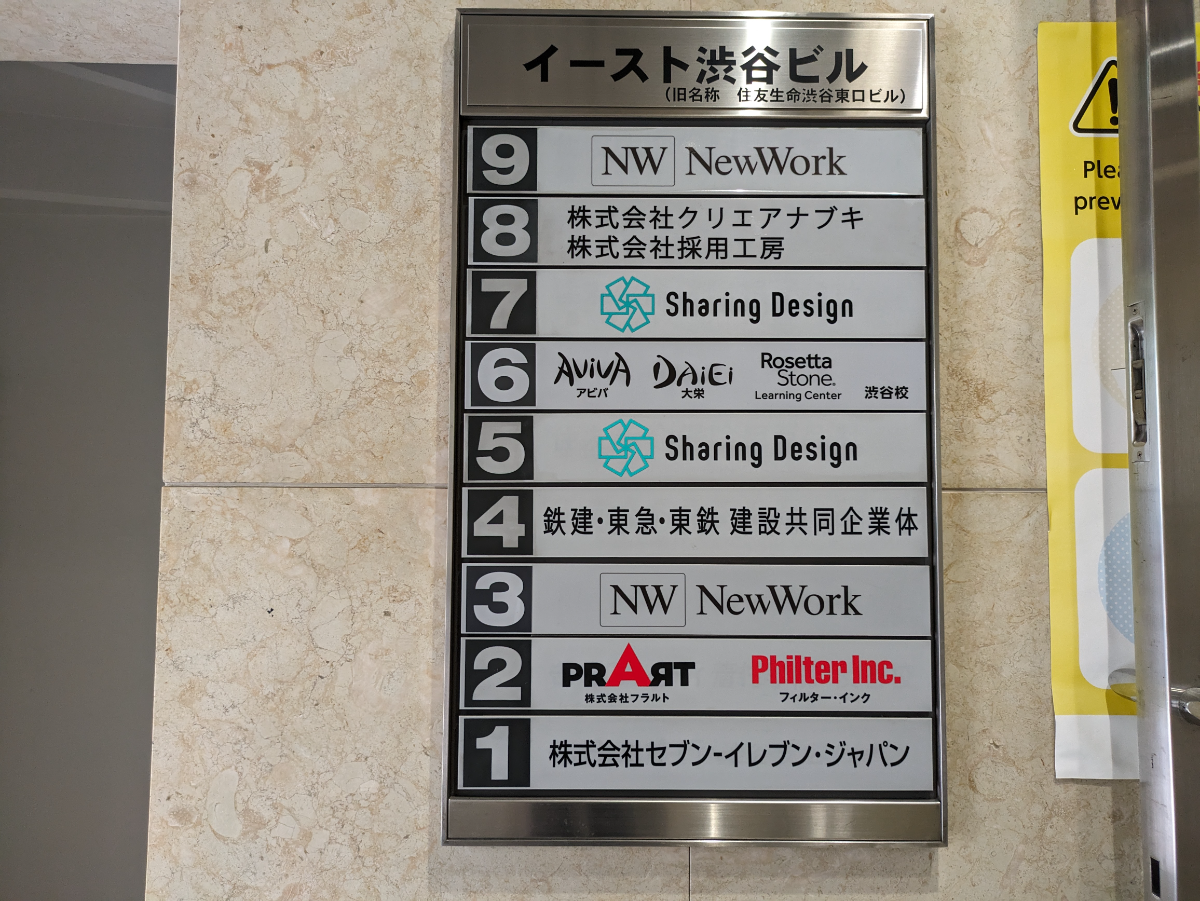 イースト渋谷ビル
（旧名称　住友生命渋谷東口ビル）
9 NW NewWork
8 株式会社クリエアナブキ
株式会社採用工房
7 Sharing Design
6 AViVA DAiEi Rosetta Stone®
アビバ 大栄 Learning Center 渋谷校
5 Sharing Design
4 鉄建・東急・東鉄 建設共同企業体
3 NW NewWork
2 PRART Philter Inc.
株式会社フラルト フィルター・インク
1 株式会社セブン-イレブン・ジャパン